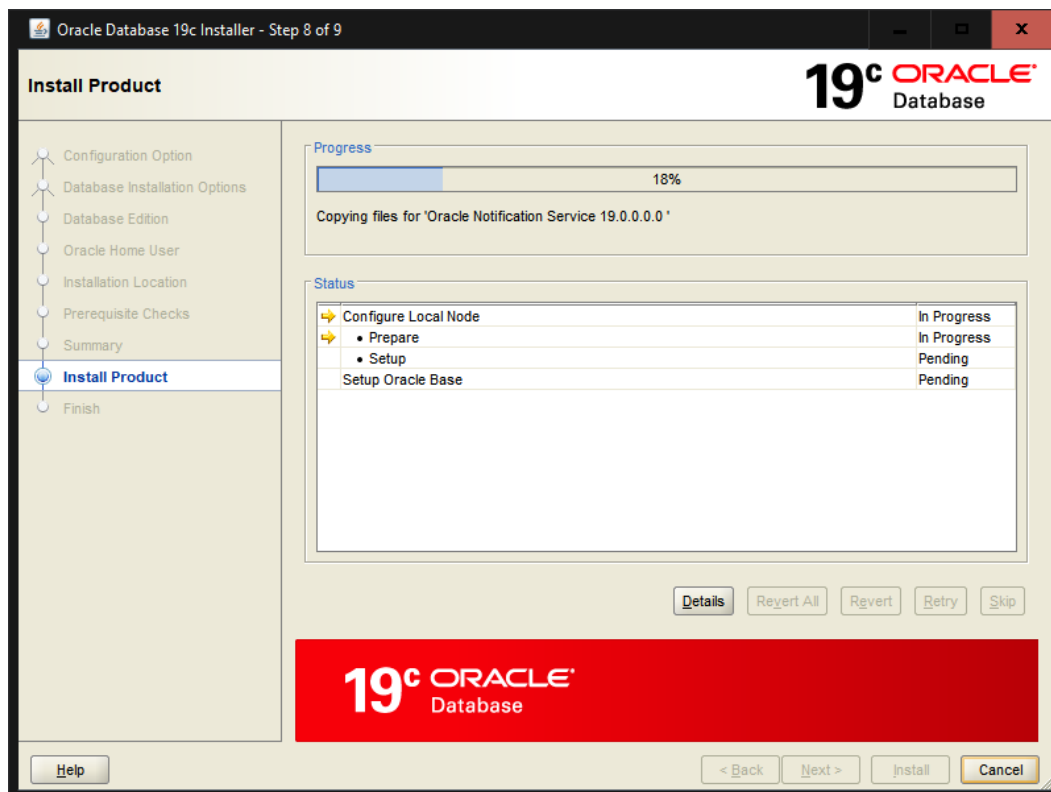 Oracle Database 19c Installer - Step 8 of 9
Install Product
19c ORACLE
Database
Configuration Option
Database Installation Options
Database Edition
Oracle Home User
Installation Location
Prerequisite Checks
Summary
Install Product
Finish
Progress
18%
Copying files for 'Oracle Notification Service 19.0.0.0.0 '
Status
Configure Local Node In Progress
• Prepare In Progress
• Setup Pending
Setup Oracle Base Pending
Details Revert All Revert Retry Skip
19c ORACLE
Database
Help < Back Next > Install Cancel